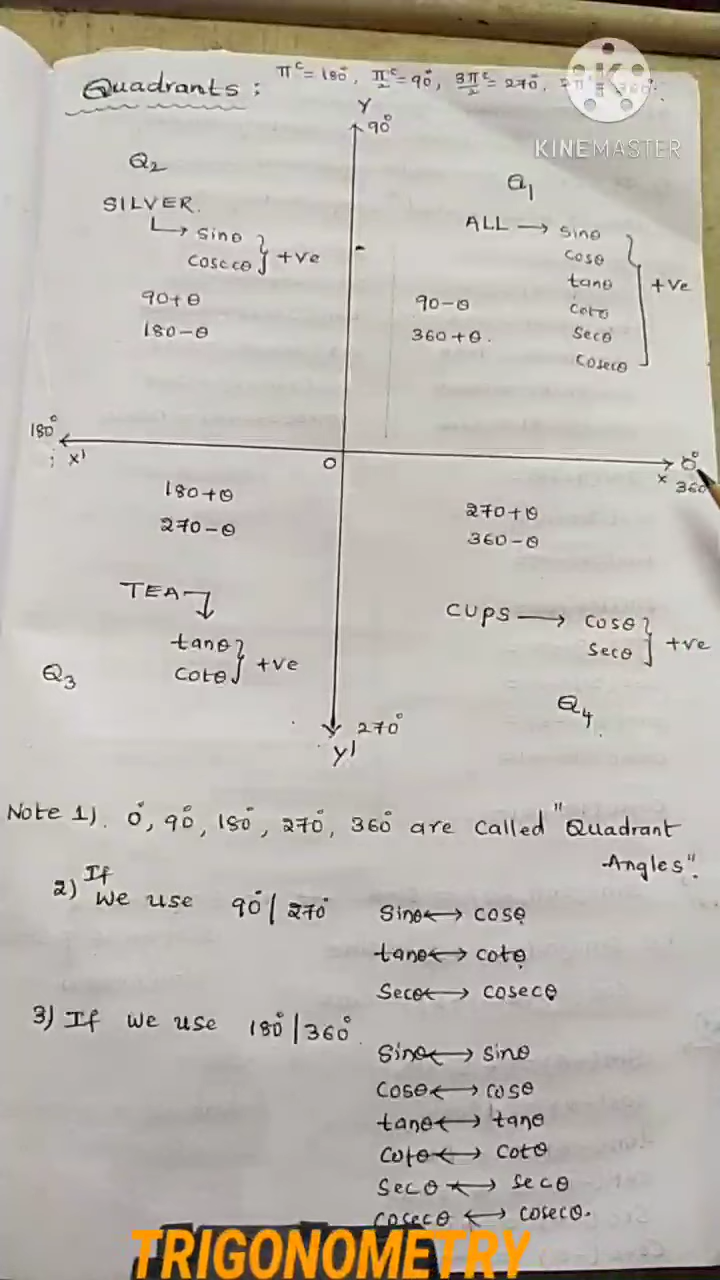 Quadrants : πᶜ = 180°, πᶜ/2 = 90°, 3πᶜ/2 = 270°,
KINEMASTER
Y
90°
Q2
Q1
SILVER.
ALL → sinθ
↳ sinθ
cosθ
cosecθ } +ve
tanθ
+ve
90+θ
90-θ
cotθ
180-θ
360+θ.
secθ
cosecθ
180°
X'
O
X
0°
360
180+θ
270+θ
270-θ
360-θ
TEA
CUPS → cosθ
tanθ
secθ } +ve
cotθ } +ve
Q3
Q4
270°
Y'
Note 1). 0°, 90°, 180°, 270°, 360° are called "Quadrant
Angles".
2) If we use 90°/270°
sinθ ↔ cosθ
tanθ ↔ cotθ
Secθ ↔ cosecθ
3) If we use 180°/360°.
Sinθ ↔ sinθ
Cosθ ↔ cosθ
tanθ ↔ tanθ
cotθ ↔ cotθ
Secθ ↔ secθ
cosecθ ↔ cosecθ.
TRIGONOMETRY